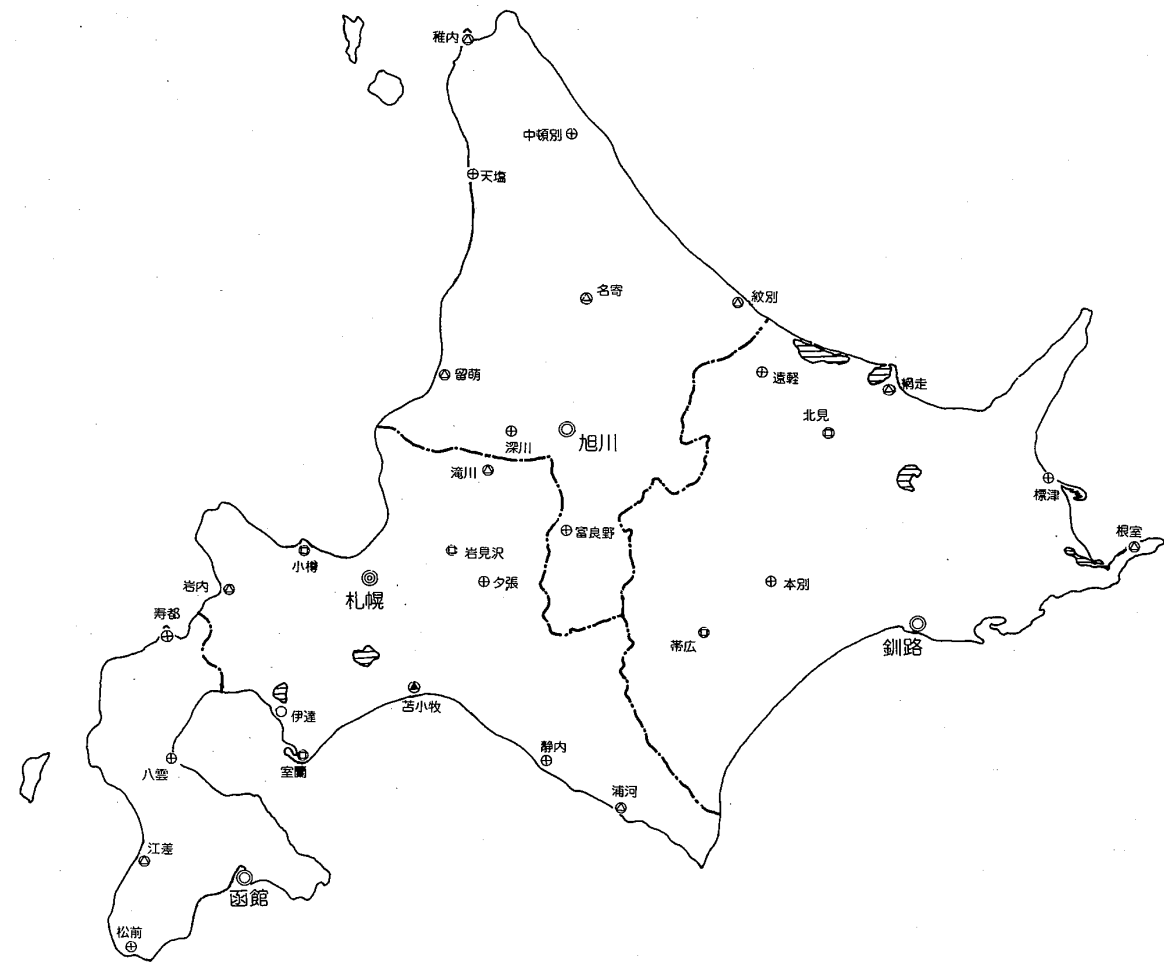 稚内
中頓別
天塩
名寄
紋別
留萌
遠軽
網走
北見
深川
旭川
滝川
標津
富良野
根室
岩見沢
小樽
岩内
札幌
夕張
本別
寿都
帯広
釧路
苫小牧
伊達
静内
室蘭
八雲
浦河
江差
函館
松前